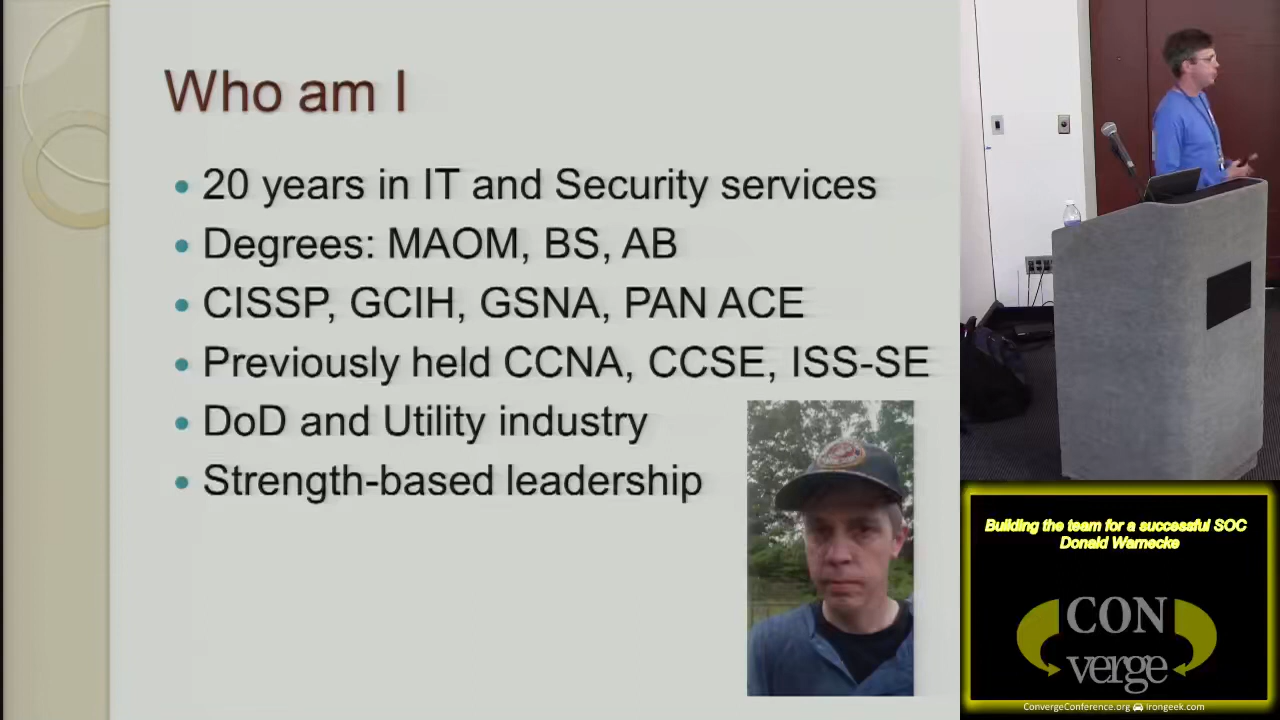 Who am I
20 years in IT and Security services
Degrees: MAOM, BS, AB
CISSP, GCIH, GSNA, PAN ACE
Previously held CCNA, CCSE, ISS-SE
DoD and Utility industry
Strength-based leadership
Building the team for a successful SOC
Donald Warnecke
CON
verge
ConvergeConference.org Irongeek.com